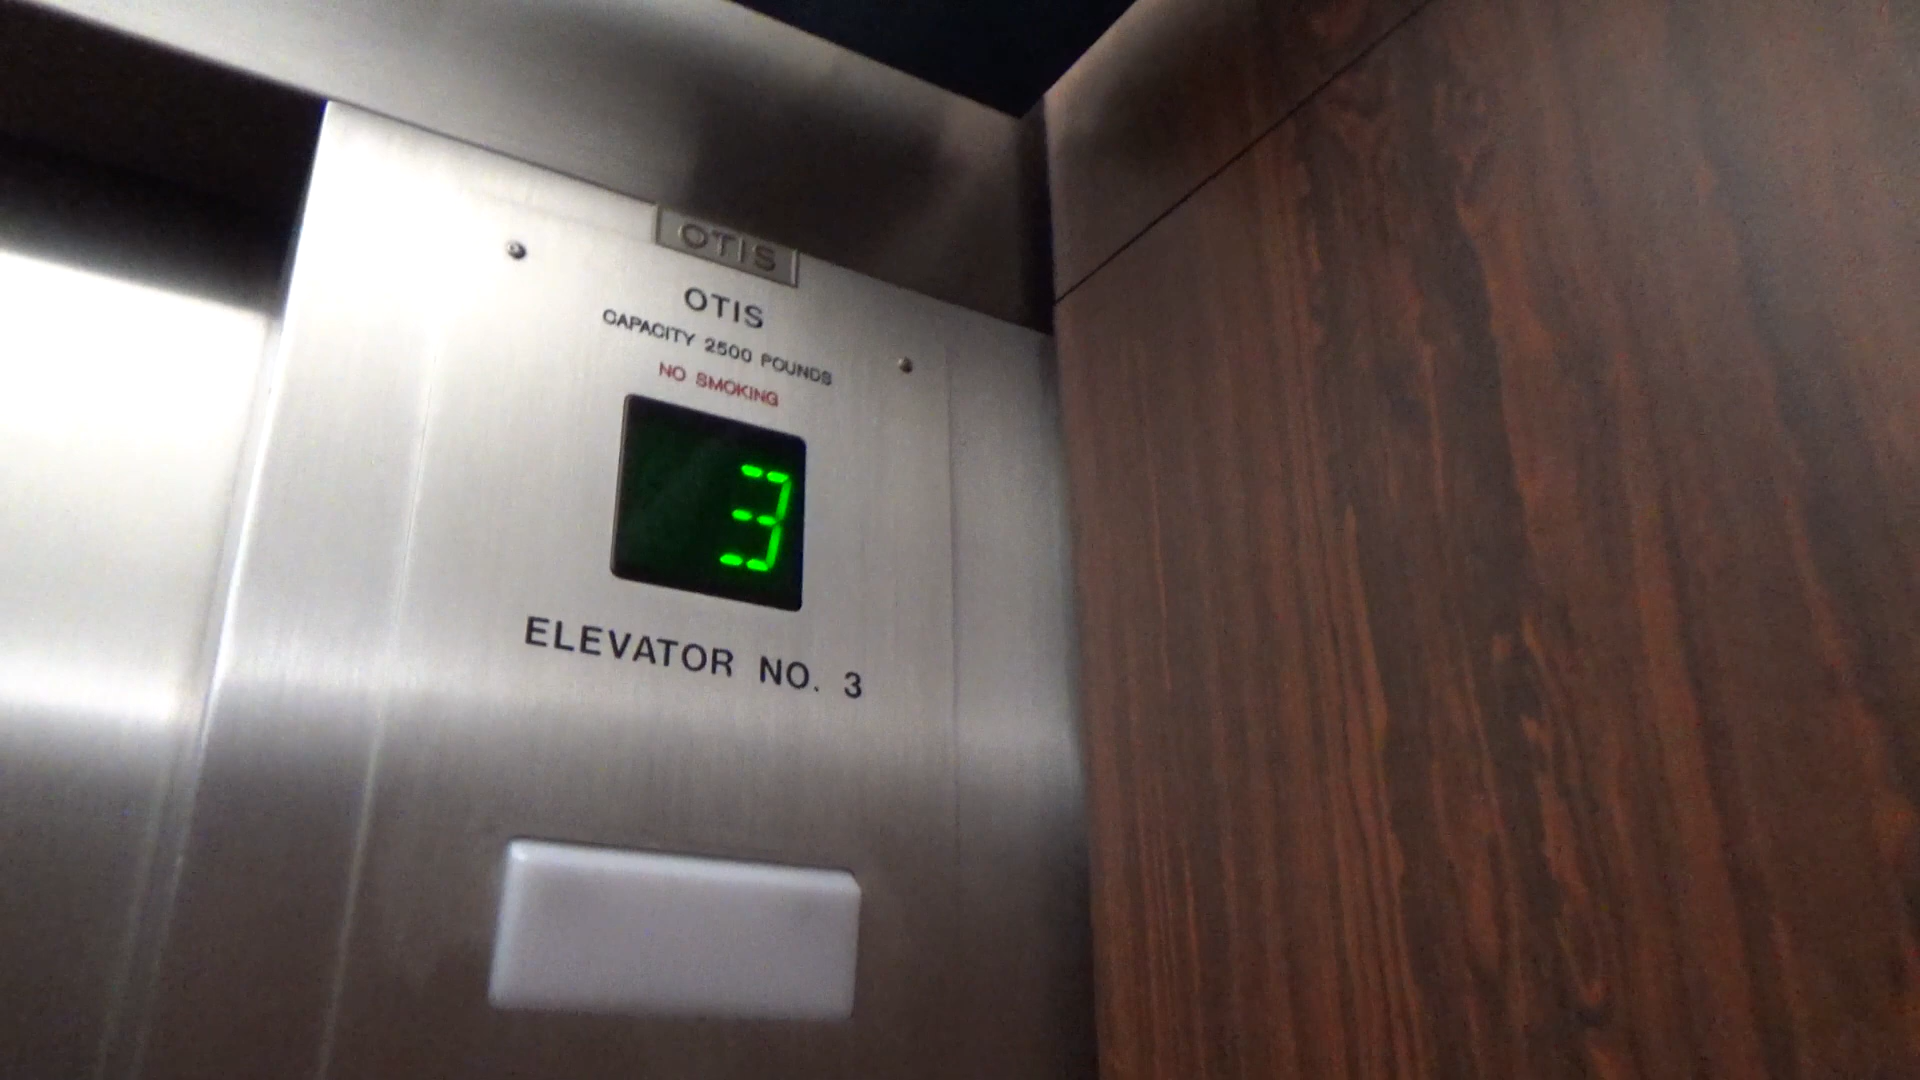 OTIS
OTIS
CAPACITY 2500 POUNDS
NO SMOKING
3
ELEVATOR NO. 3